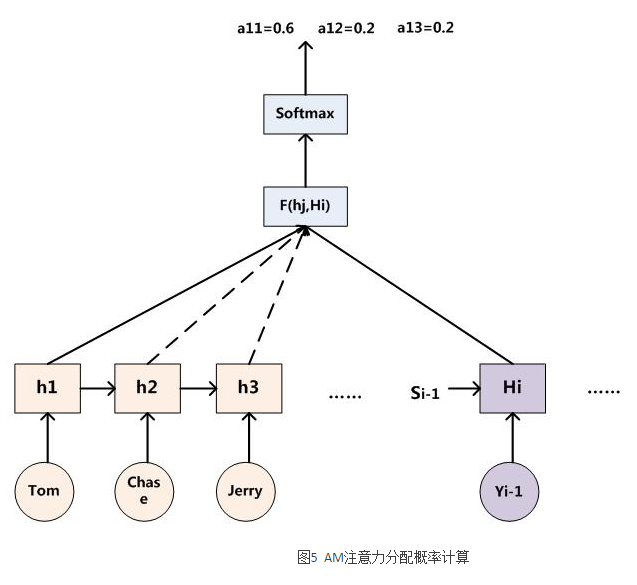 a11=0.6 a12=0.2 a13=0.2
Softmax
F(hj,Hi)
h1 h2 h3 ...... Si-1 Hi ......
Tom Chas
e Jerry Yi-1
图5 AM注意力分配概率计算